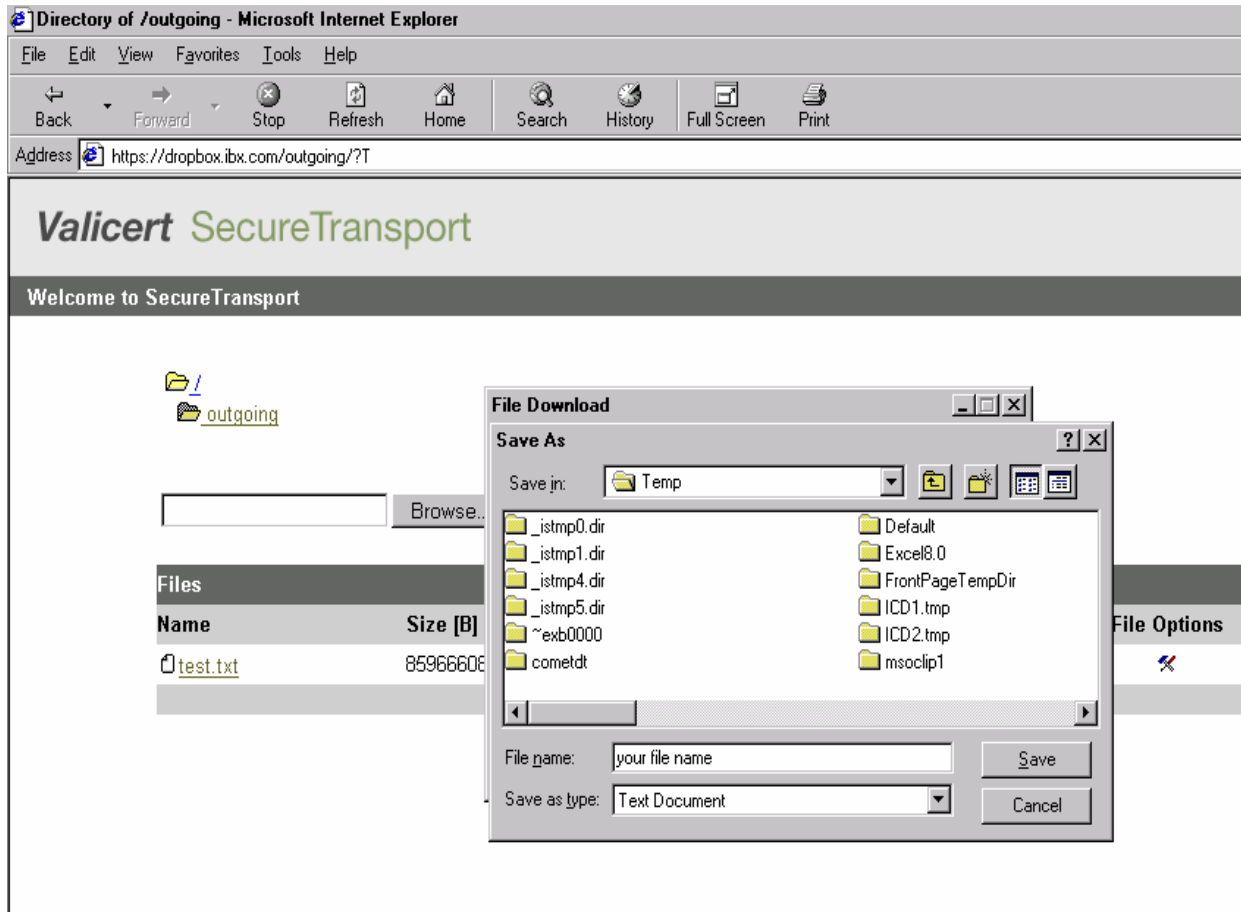 Directory of /outgoing - Microsoft Internet Explorer
File Edit View Favorites Tools Help
Back Forward Stop Refresh Home Search History Full Screen Print
Address https://dropbox.ibx.com/outgoing/?T
Valicert SecureTransport
Welcome to SecureTransport
/
outgoing
Browse..
File Download
Save As
Save in: Temp
_istmp0.dir
_istmp1.dir
_istmp4.dir
_istmp5.dir
~exb0000
cometdt
Default
Excel8.0
FrontPageTempDir
ICD1.tmp
ICD2.tmp
msoclip1
File name: your file name Save
Save as type: Text Document Cancel
Files
Name Size [B] File Options
test.txt 85966608